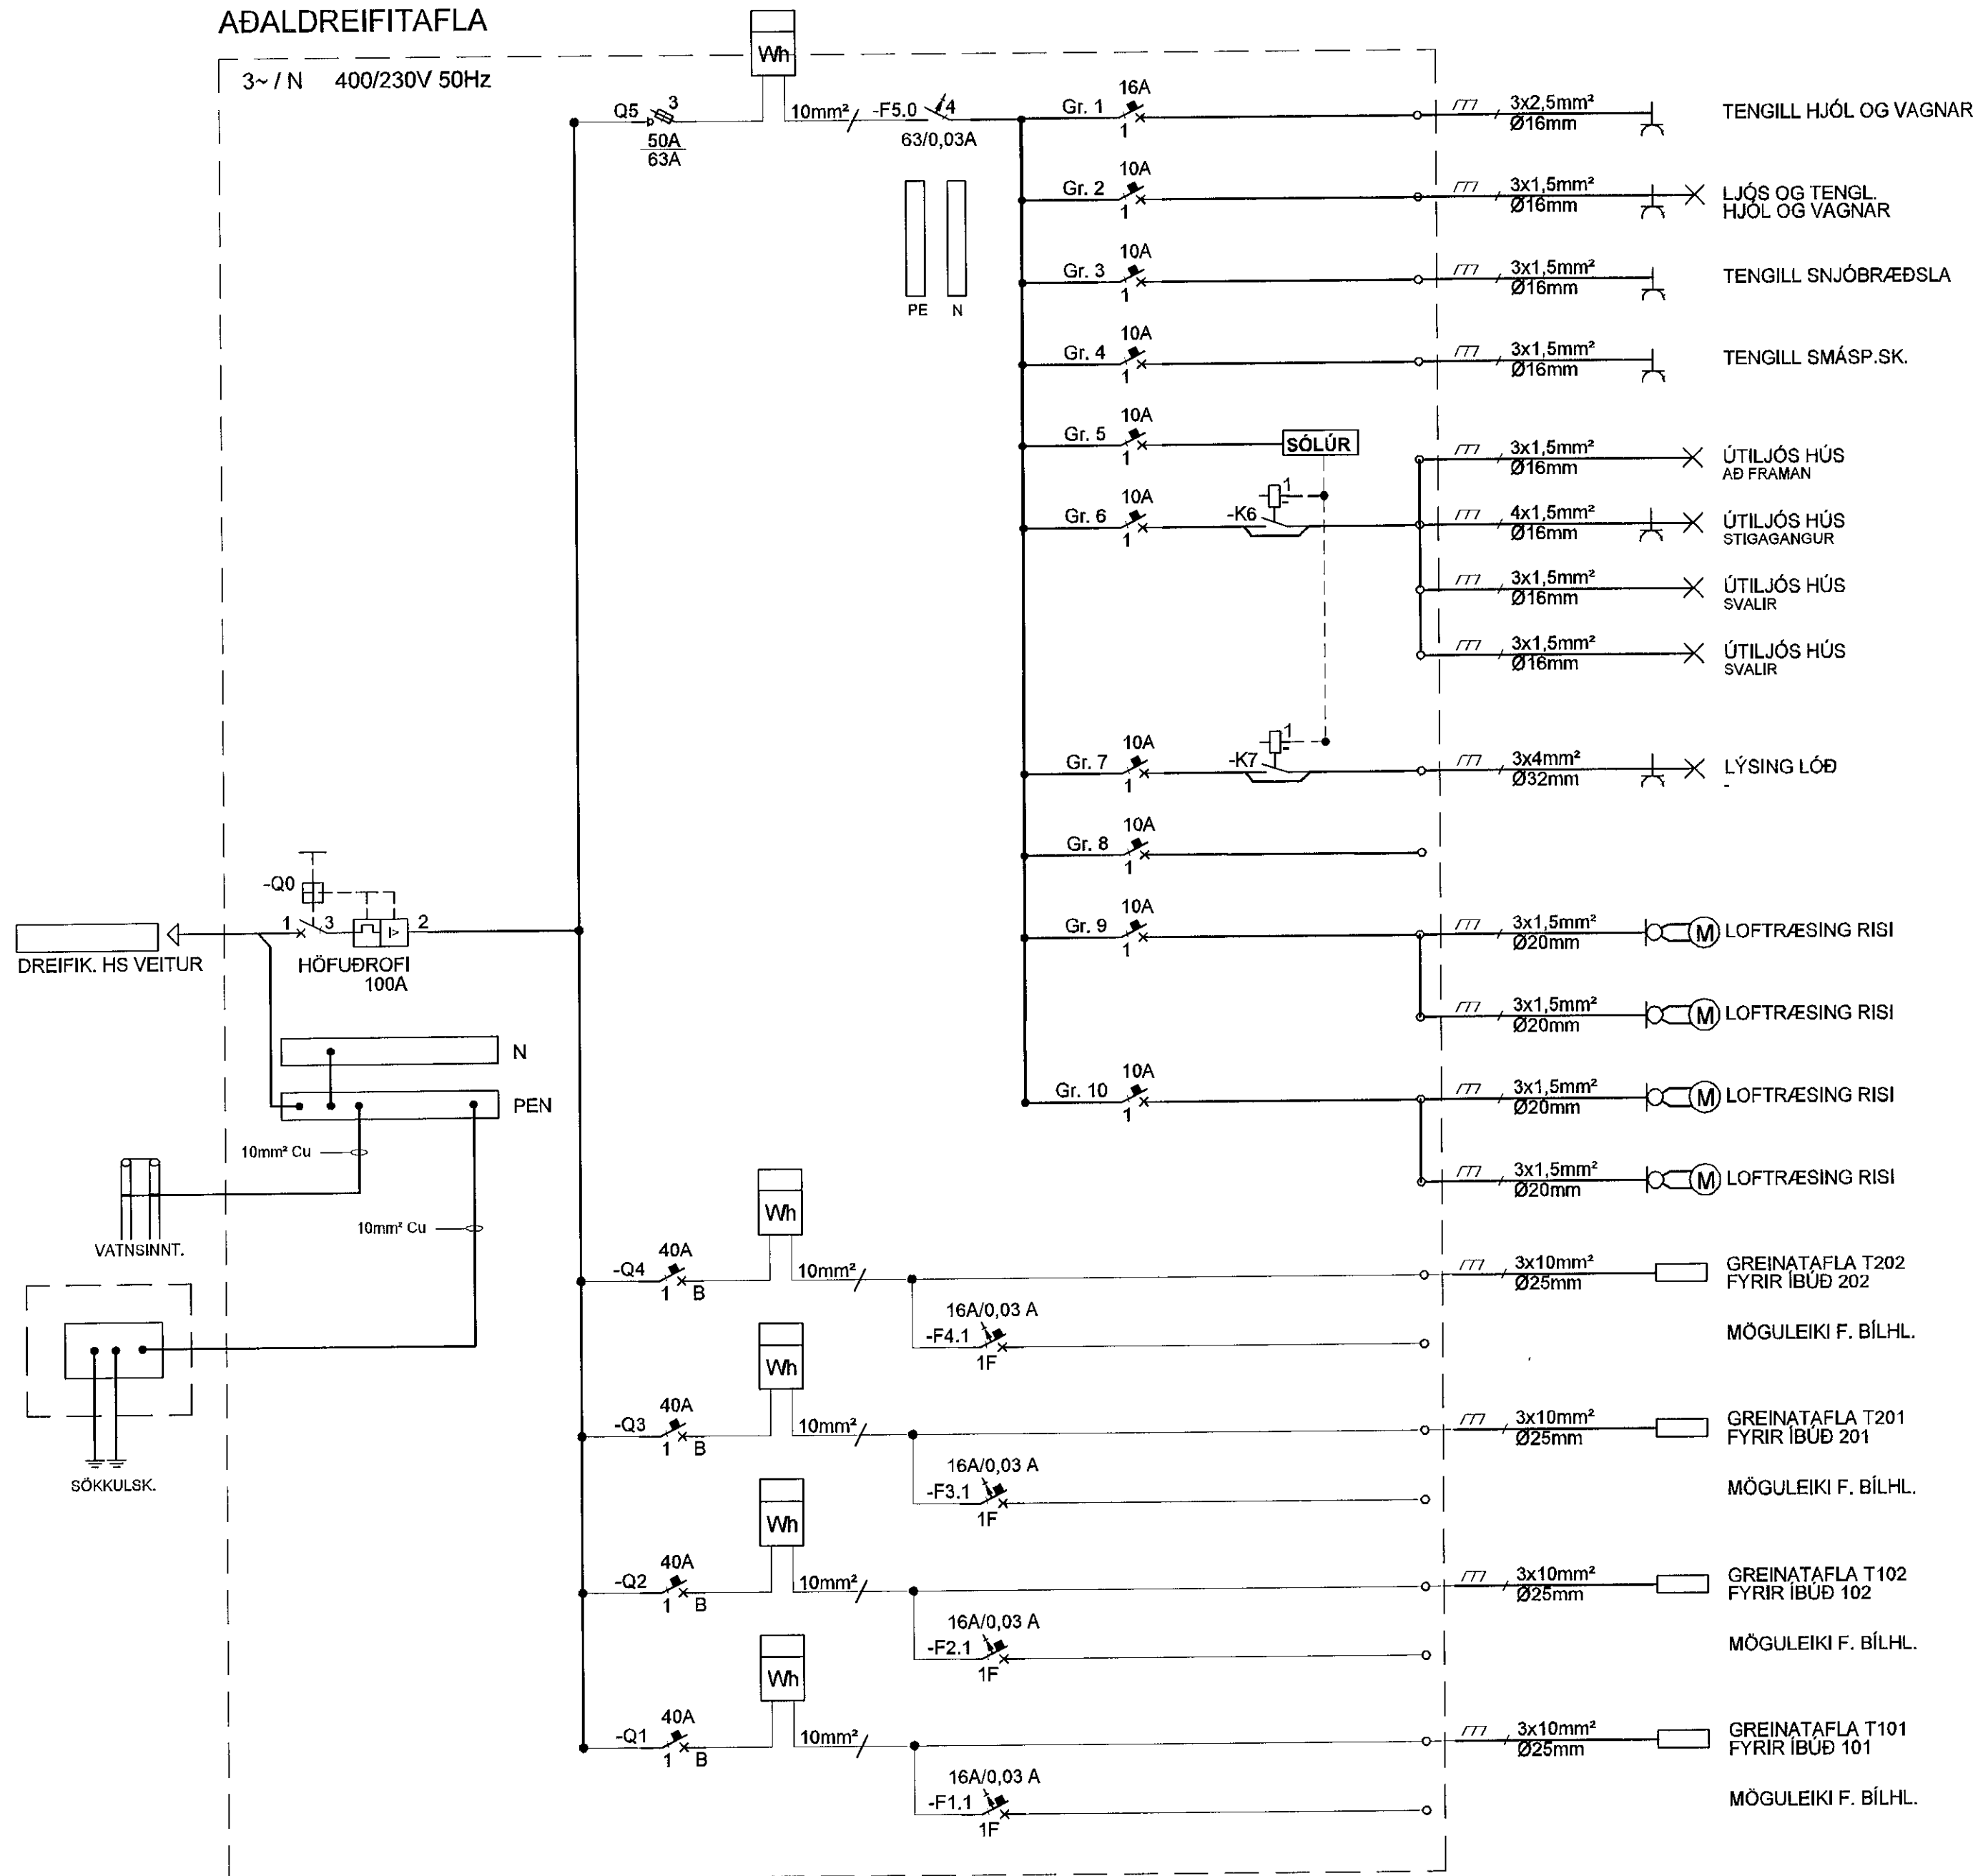 AÐALDREIFITAFLA
3~ / N 400/230V 50Hz
Wh
Q5 3
50A
63A
10mm²
-F5.0 4
63/0,03A
PE N
Gr. 1 16A 1
3x2,5mm²
Ø16mm
TENGILL HJÓL OG VAGNAR
Gr. 2 10A 1
3x1,5mm²
Ø16mm
LJÓS OG TENGL.
HJÓL OG VAGNAR
Gr. 3 10A 1
3x1,5mm²
Ø16mm
TENGILL SNJÓBRÆÐSLA
Gr. 4 10A 1
3x1,5mm²
Ø16mm
TENGILL SMÁSP.SK.
Gr. 5 10A 1
SÓLÚR
3x1,5mm²
Ø16mm
ÚTILJÓS HÚS
AÐ FRAMAN
Gr. 6 10A 1
-K6 1
4x1,5mm²
Ø16mm
ÚTILJÓS HÚS
STIGAGANGUR
3x1,5mm²
Ø16mm
ÚTILJÓS HÚS
SVALIR
3x1,5mm²
Ø16mm
ÚTILJÓS HÚS
SVALIR
Gr. 7 10A 1
-K7 1
3x4mm²
Ø32mm
LÝSING LÓÐ
-
Gr. 8 10A 1
-Q0
1 3 I> 2
HÖFUÐROFI
100A
DREIFIK. HS VEITUR
Gr. 9 10A 1
3x1,5mm²
Ø20mm
M LOFTRÆSING RISI
3x1,5mm²
Ø20mm
M LOFTRÆSING RISI
N
PEN
Gr. 10 10A 1
3x1,5mm²
Ø20mm
M LOFTRÆSING RISI
3x1,5mm²
Ø20mm
M LOFTRÆSING RISI
10mm² Cu
VATNSINNT.
10mm² Cu
SÖKKULSK.
Wh
-Q4 40A 1 B
10mm²
3x10mm²
Ø25mm
GREINATAFLA T202
FYRIR ÍBÚÐ 202
16A/0,03 A
-F4.1
1F
MÖGULEIKI F. BÍLHL.
Wh
-Q3 40A 1 B
10mm²
3x10mm²
Ø25mm
GREINATAFLA T201
FYRIR ÍBÚÐ 201
16A/0,03 A
-F3.1
1F
MÖGULEIKI F. BÍLHL.
Wh
-Q2 40A 1 B
10mm²
3x10mm²
Ø25mm
GREINATAFLA T102
FYRIR ÍBÚÐ 102
16A/0,03 A
-F2.1
1F
MÖGULEIKI F. BÍLHL.
Wh
-Q1 40A 1 B
10mm²
3x10mm²
Ø25mm
GREINATAFLA T101
FYRIR ÍBÚÐ 101
16A/0,03 A
-F1.1
1F
MÖGULEIKI F. BÍLHL.